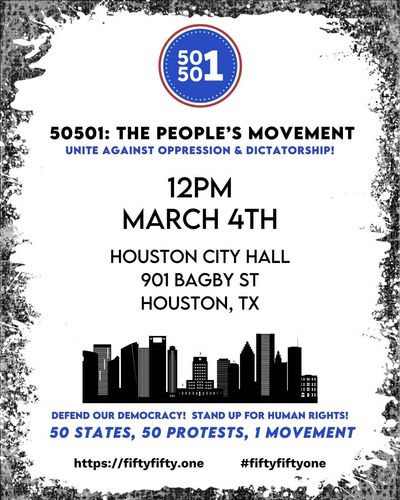 50
50 1
50501: THE PEOPLE'S MOVEMENT
UNITE AGAINST OPPRESSION & DICTATORSHIP!
12PM
MARCH 4TH
HOUSTON CITY HALL
901 BAGBY ST
HOUSTON, TX
DEFEND OUR DEMOCRACY! STAND UP FOR HUMAN RIGHTS!
50 STATES, 50 PROTESTS, 1 MOVEMENT
https://fiftyfifty.one #fiftyfiftyone